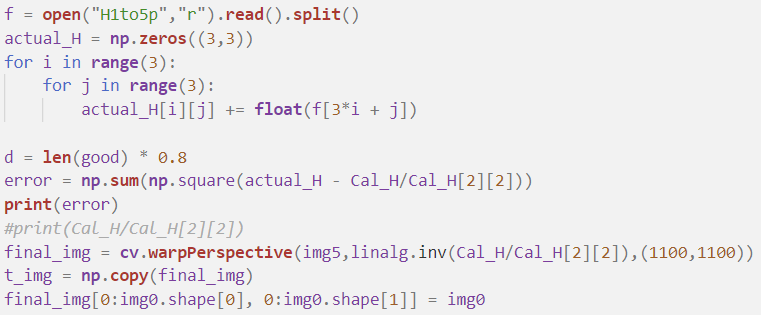 f = open("H1to5p","r").read().split()
actual_H = np.zeros((3,3))
for i in range(3):
    for j in range(3):
        actual_H[i][j] += float(f[3*i + j])

d = len(good) * 0.8
error = np.sum(np.square(actual_H - Cal_H/Cal_H[2][2]))
print(error)
#print(Cal_H/Cal_H[2][2])
final_img = cv.warpPerspective(img5,linalg.inv(Cal_H/Cal_H[2][2]),(1100,1100))
t_img = np.copy(final_img)
final_img[0:img0.shape[0], 0:img0.shape[1]] = img0